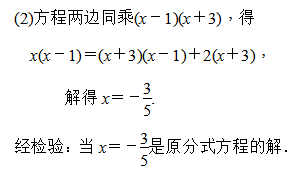 (2)方程两边同乘(x－1)(x＋3)，得
x(x－1)＝(x＋3)(x－1)＋2(x＋3)，
解得 x＝－3/5.
经检验：当 x＝－3/5是原分式方程的解．